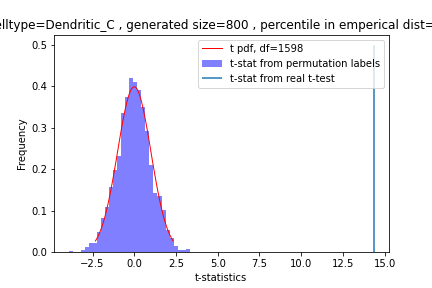 elltype=Dendritic_C , generated size=800 , percentile in emperical dist=
t pdf, df=1598
t-stat from permutation labels
t-stat from real t-test
Frequency
0.5
0.4
0.3
0.2
0.1
0.0
−2.5 0.0 2.5 5.0 7.5 10.0 12.5 15.0
t-statistics